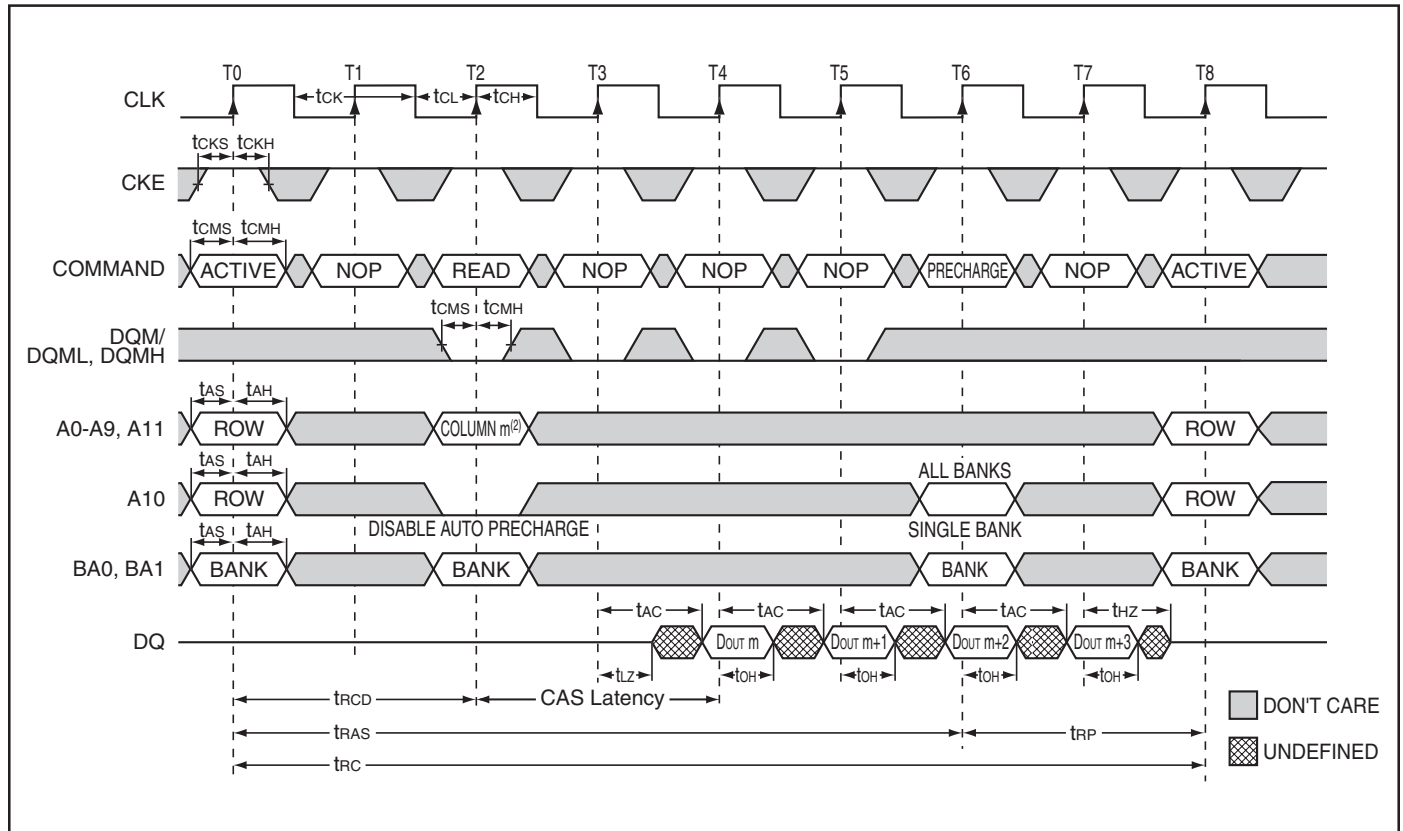 T0 T1 T2 T3 T4 T5 T6 T7 T8
CLK tCK tCL tCH
tCKS tCKH
CKE
tCMS tCMH
COMMAND ACTIVE NOP READ NOP NOP NOP PRECHARGE NOP ACTIVE
tCMS tCMH
DQM/
DQML, DQMH
tAS tAH
A0-A9, A11 ROW COLUMN m(2) ROW
tAS tAH ALL BANKS
A10 ROW ROW
DISABLE AUTO PRECHARGE SINGLE BANK
tAS tAH
BA0, BA1 BANK BANK BANK BANK
tAC tAC tAC tAC tHZ
DQ DOUT m DOUT m+1 DOUT m+2 DOUT m+3
tLZ tOH tOH tOH tOH
tRCD CAS Latency
DON'T CARE
tRAS tRP
UNDEFINED
tRC